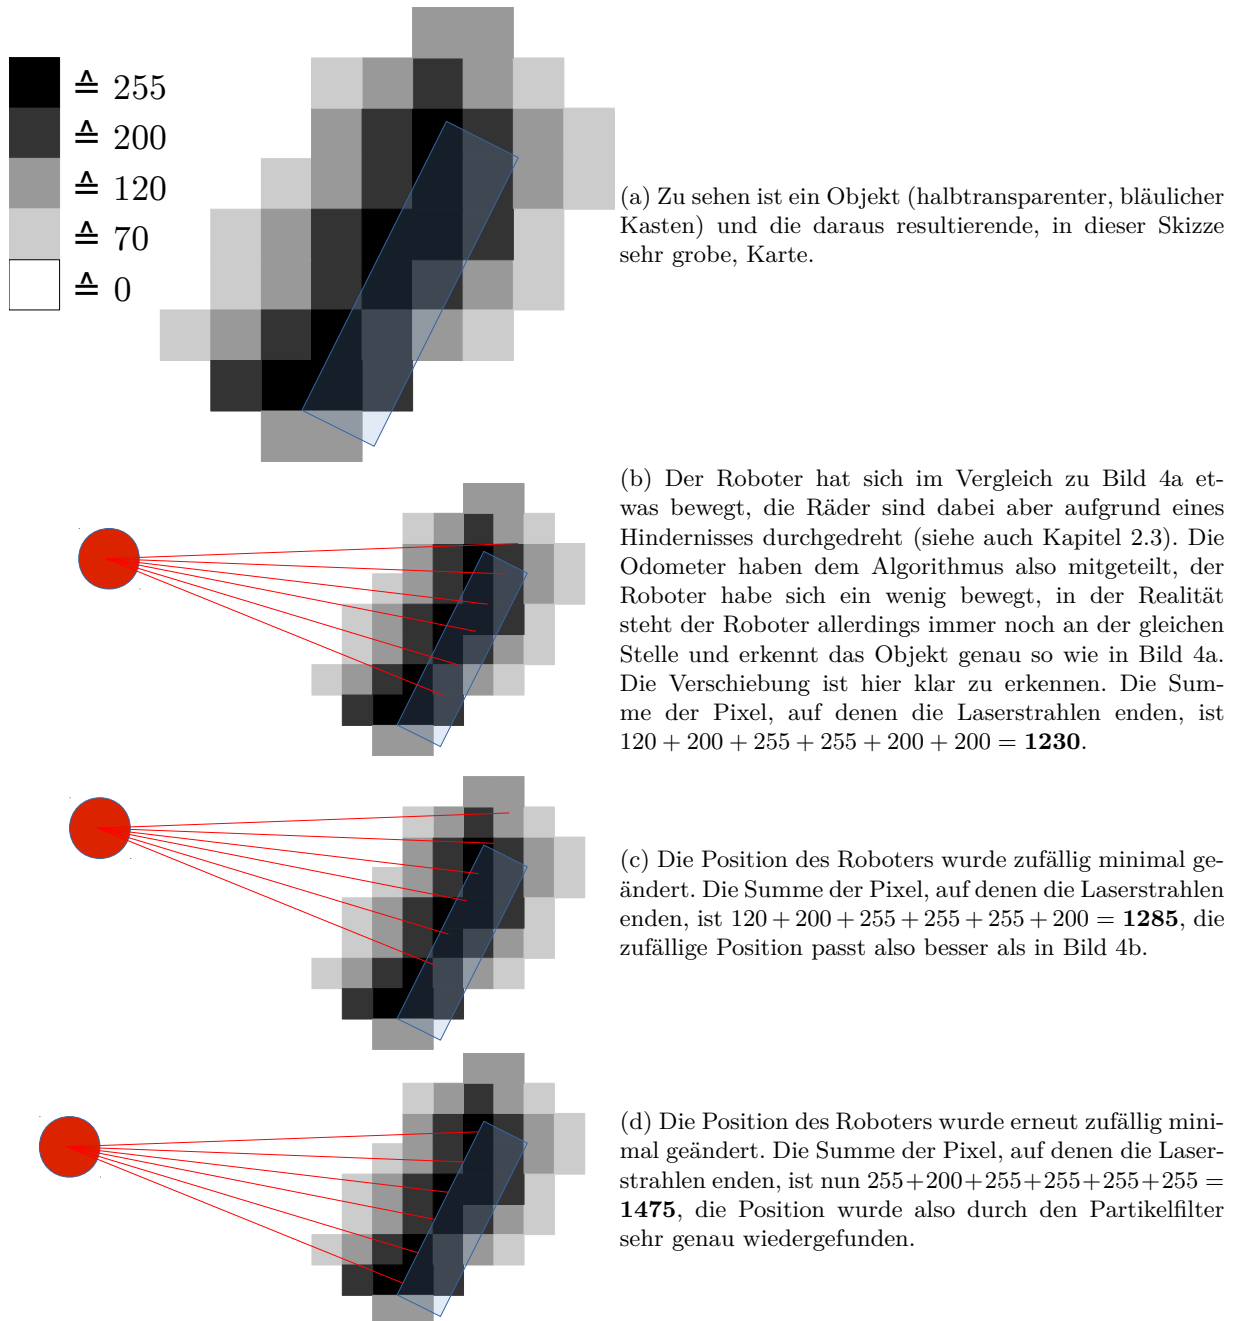 ≙ 255
≙ 200
≙ 120
≙ 70
≙ 0
(a) Zu sehen ist ein Objekt (halbtransparenter, bläulicher
Kasten) und die daraus resultierende, in dieser Skizze
sehr grobe, Karte.
(b) Der Roboter hat sich im Vergleich zu Bild 4a et-
was bewegt, die Räder sind dabei aber aufgrund eines
Hindernisses durchgedreht (siehe auch Kapitel 2.3). Die
Odometer haben dem Algorithmus also mitgeteilt, der
Roboter habe sich ein wenig bewegt, in der Realität
steht der Roboter allerdings immer noch an der gleichen
Stelle und erkennt das Objekt genau so wie in Bild 4a.
Die Verschiebung ist hier klar zu erkennen. Die Sum-
me der Pixel, auf denen die Laserstrahlen enden, ist
120 + 200 + 255 + 255 + 200 + 200 = 1230.
(c) Die Position des Roboters wurde zufällig minimal ge-
ändert. Die Summe der Pixel, auf denen die Laserstrahlen
enden, ist 120 + 200 + 255 + 255 + 255 + 200 = 1285, die
zufällige Position passt also besser als in Bild 4b.
(d) Die Position des Roboters wurde erneut zufällig mini-
mal geändert. Die Summe der Pixel, auf denen die Laser-
strahlen enden, ist nun 255+200+255+255+255+255 =
1475, die Position wurde also durch den Partikelfilter
sehr genau wiedergefunden.